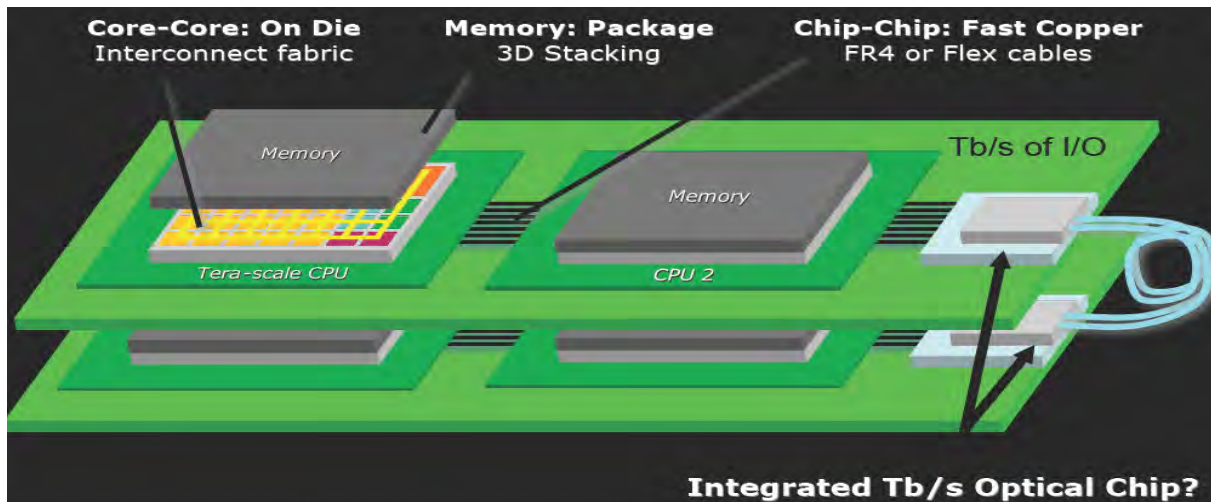 Core-Core: On Die
Interconnect fabric
Memory: Package
3D Stacking
Chip-Chip: Fast Copper
FR4 or Flex cables
Memory
Tb/s of I/O
Memory
Tera-scale CPU
CPU 2
Integrated Tb/s Optical Chip?